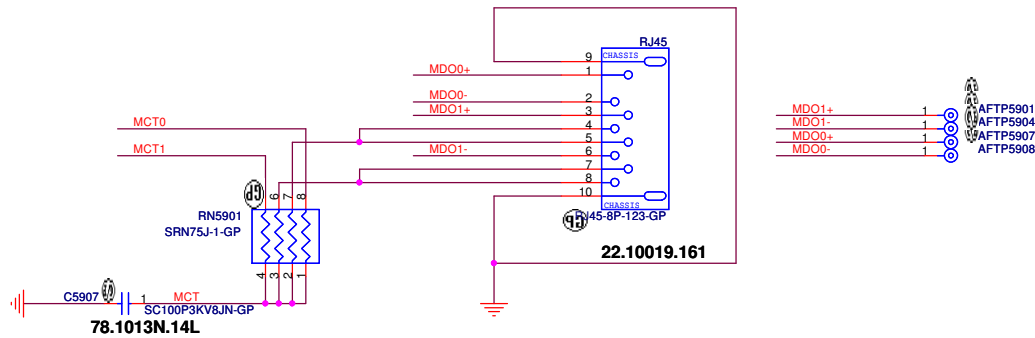 RJ45
9
CHASSIS
MDO0+
1
MDO0-
2
MDO1+
3
4
5
MDO1-
6
7
8
10
CHASSIS
RJ45-8P-123-GP
GP
22.10019.161
MCT0
MCT1
GP
6
7
8
RN5901
SRN75J-1-GP
4
3
2
1
C5907
1
MCT
SC100P3KV8JN-GP
78.1013N.14L
MDO1+
1
AFTP5901
MDO1-
1
AFTP5904
MDO0+
1
AFTP5907
MDO0-
1
AFTP5908